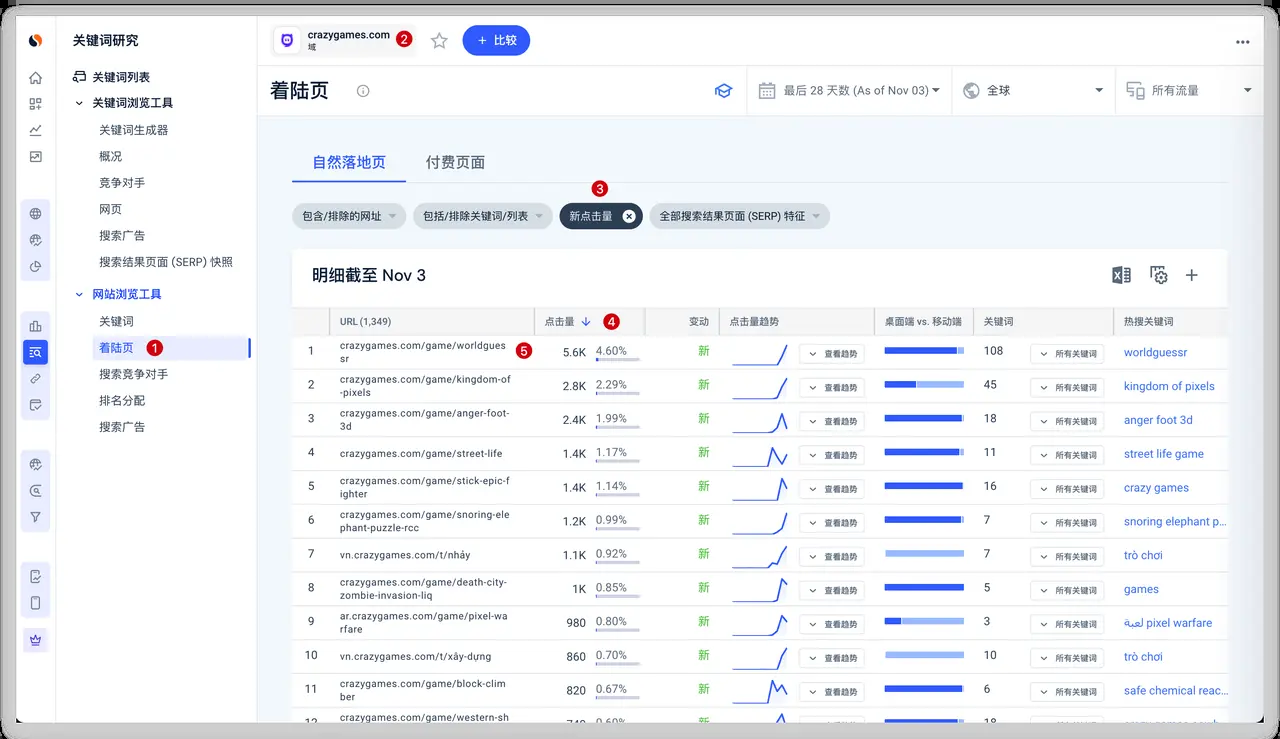 关键词研究
关键词列表
关键词浏览工具
关键词生成器
概况
竞争对手
网页
搜索广告
搜索结果页面 (SERP) 快照
网站浏览工具
关键词
着陆页 1
搜索竞争对手
排名分配
搜索广告
crazygames.com 2
域
+ 比较
着陆页
最后 28 天数 (As of Nov 03)
全球
所有流量
自然落地页 付费页面
3
包含/排除的网址 包括/排除关键词/列表 新点击量 全部搜索结果页面 (SERP) 特征
明细截至 Nov 3
URL (1,349) 点击量 4 变动 点击量趋势 桌面端 vs. 移动端 关键词 热搜关键词
1 crazygames.com/game/worldgues
sr 5 5.6K 4.60% 新 查看趋势 108 所有关键词 worldguessr
2 crazygames.com/game/kingdom-of
-pixels 2.8K 2.29% 新 查看趋势 45 所有关键词 kingdom of pixels
3 crazygames.com/game/anger-foot-
3d 2.4K 1.99% 新 查看趋势 18 所有关键词 anger foot 3d
4 crazygames.com/game/street-life 1.4K 1.17% 新 查看趋势 11 所有关键词 street life game
5 crazygames.com/game/stick-epic-f
ighter 1.4K 1.14% 新 查看趋势 16 所有关键词 crazy games
6 crazygames.com/game/snoring-ele
phant-puzzle-rcc 1.2K 0.99% 新 查看趋势 7 所有关键词 snoring elephant p...
7 vn.crazygames.com/t/nhảy 1.1K 0.92% 新 查看趋势 7 所有关键词 trò chơi
8 crazygames.com/game/death-city-
zombie-invasion-liq 1K 0.85% 新 查看趋势 5 所有关键词 games
9 ar.crazygames.com/game/pixel-wa
rfare 980 0.80% 新 查看趋势 3 所有关键词 لعبة pixel warfare
10 vn.crazygames.com/t/xây-dựng 860 0.70% 新 查看趋势 10 所有关键词 trò chơi
11 crazygames.com/game/block-clim
ber 820 0.67% 新 查看趋势 6 所有关键词 safe chemical reac...
12 crazygames.com/game/western-sh